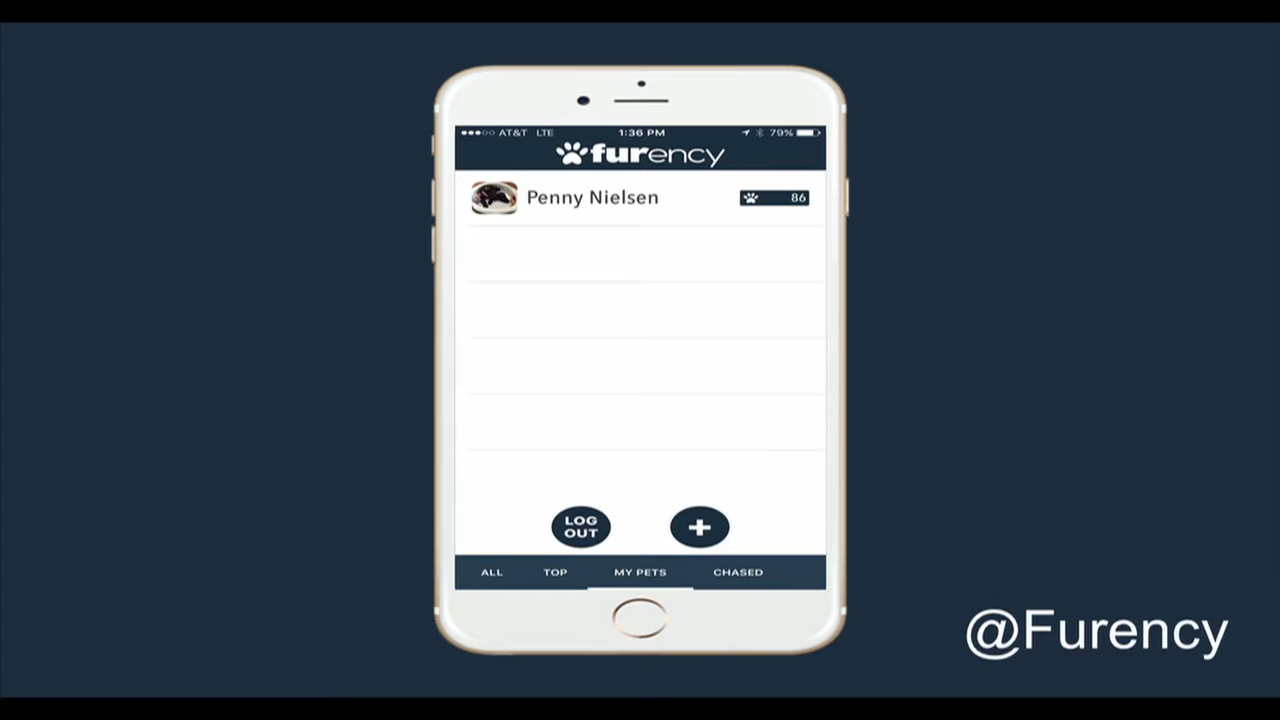 AT&T LTE 1:36 PM 79%
furency
Penny Nielsen 86
LOG OUT
ALL TOP MY PETS CHASED
@Furency